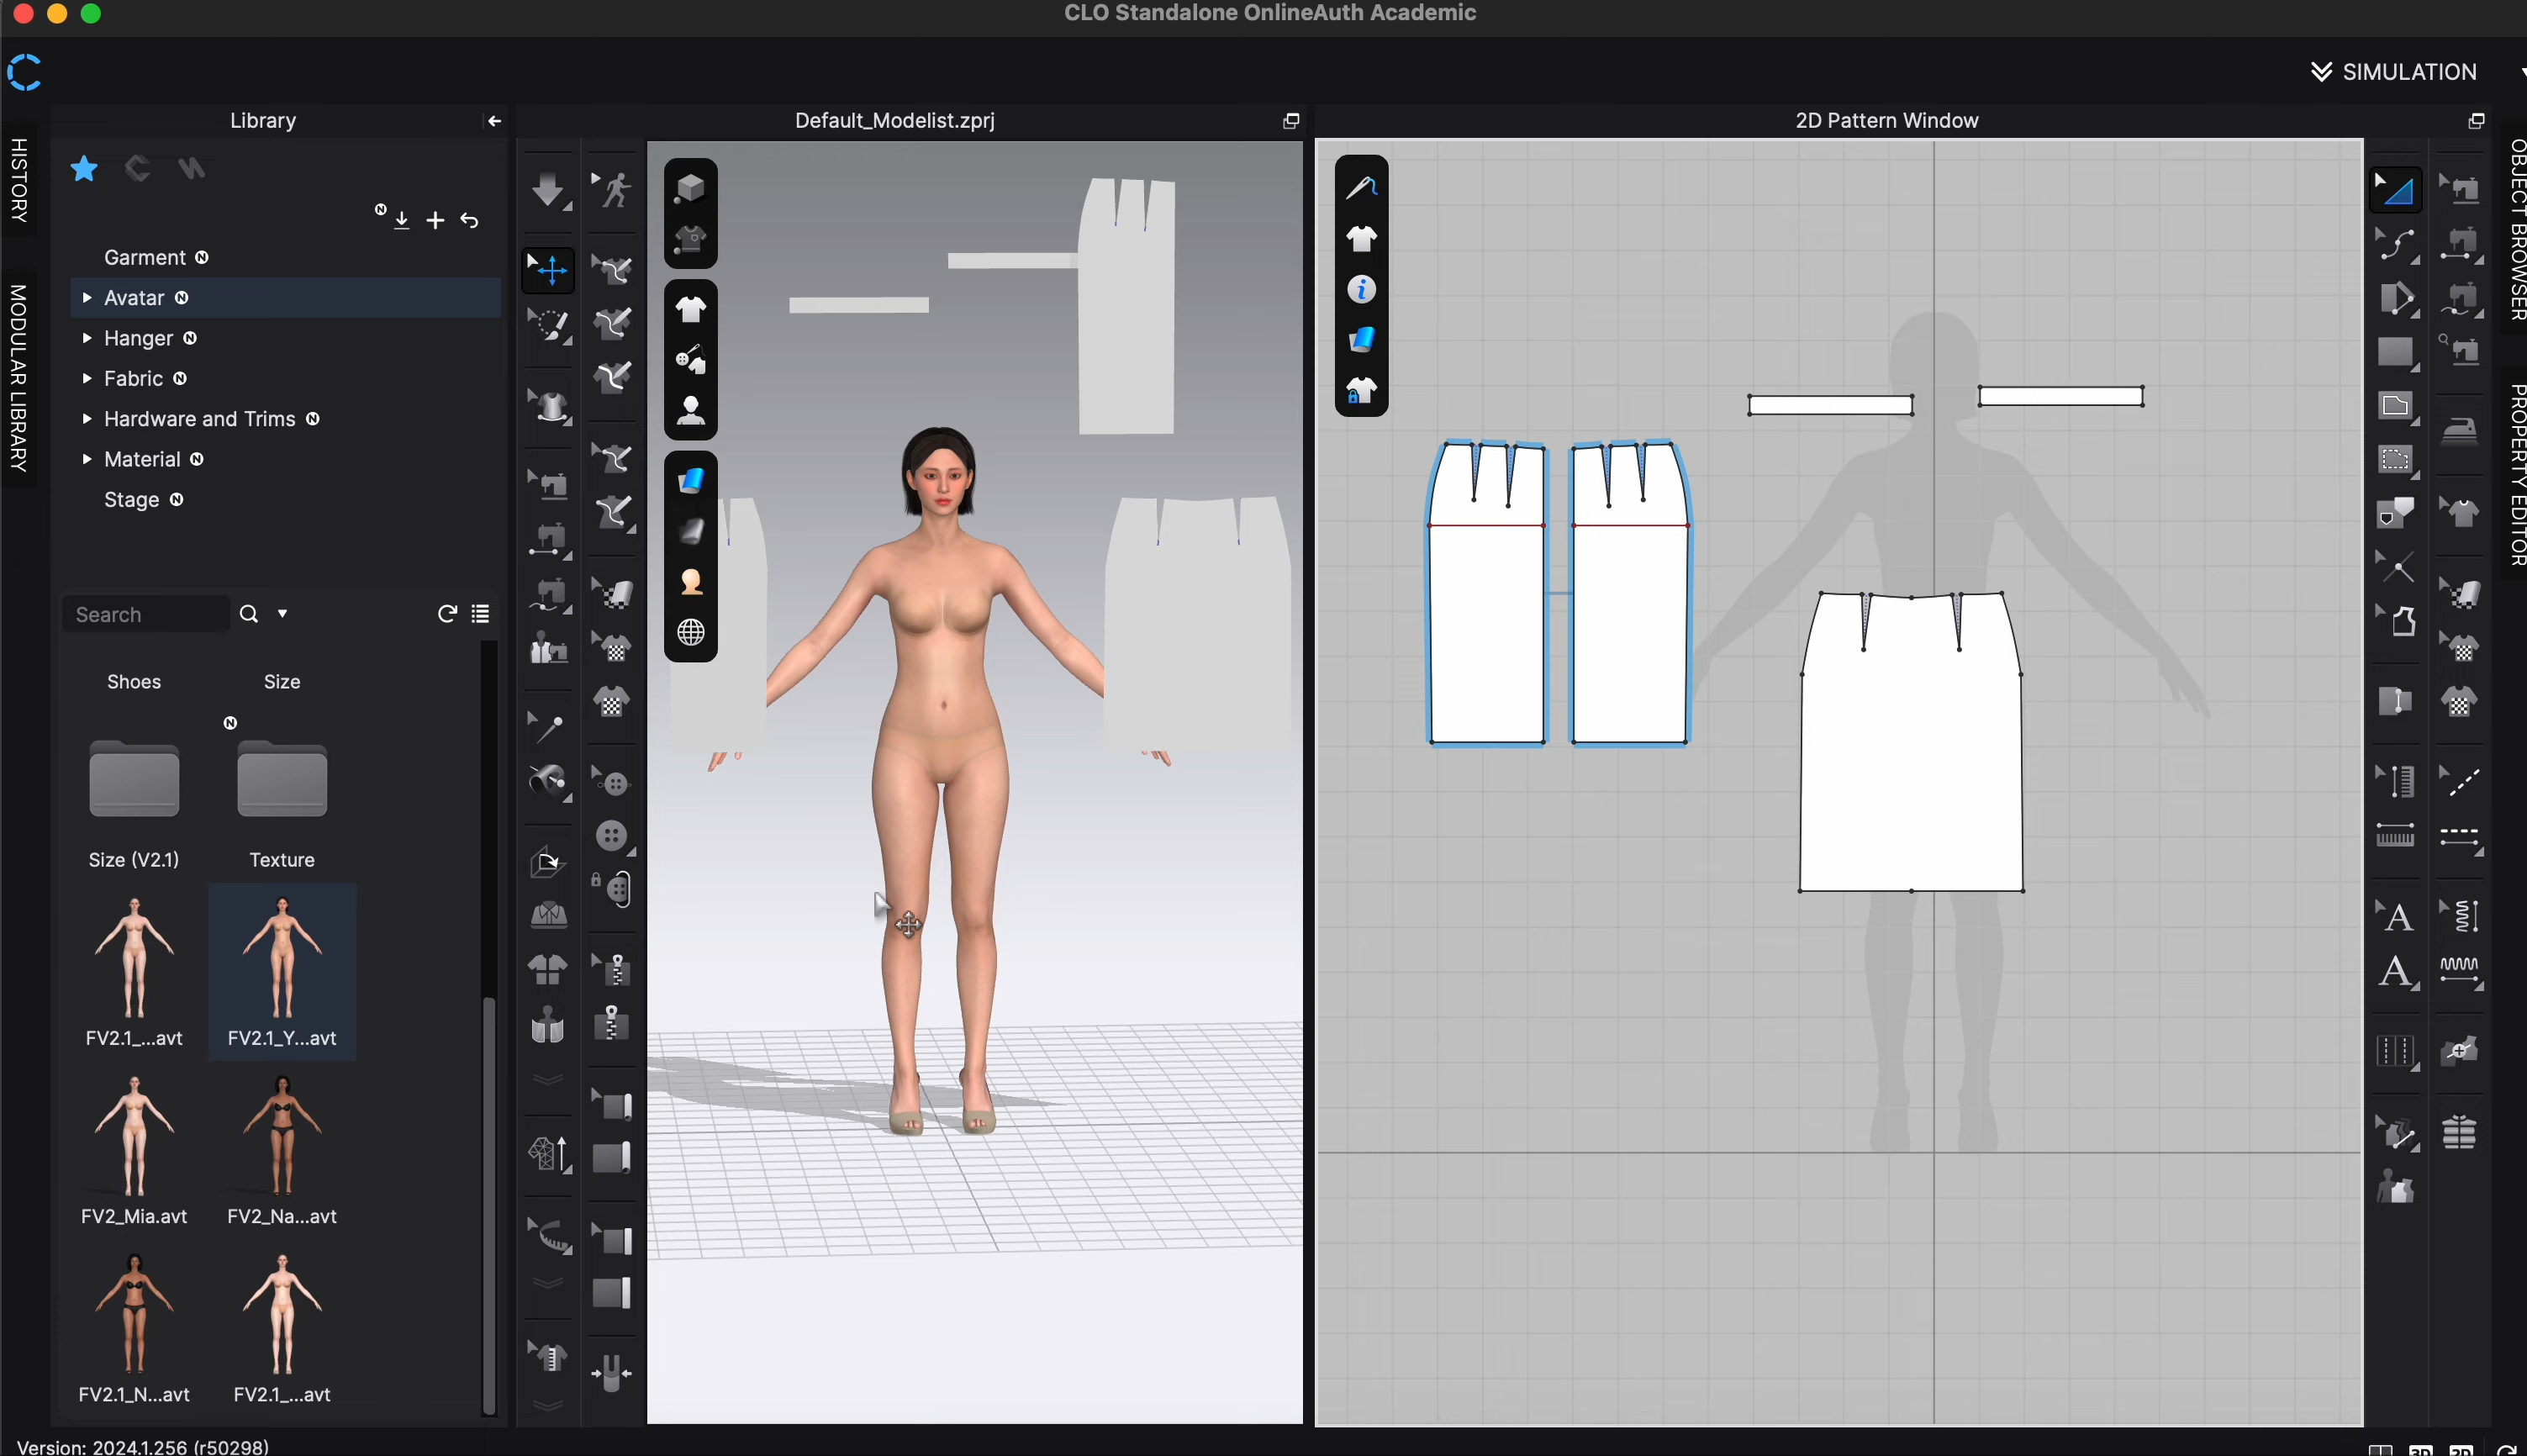 CLO Standalone OnlineAuth Academic
SIMULATION
Library
Default_Modelist.zprj
2D Pattern Window
HISTORY
MODULAR LIBRARY
OBJECT BROWSER
PROPERTY EDITOR
N
Garment N
Avatar N
Hanger N
Fabric N
Hardware and Trims N
Material N
Stage N
Search
Shoes
Size
N
Size (V2.1)
Texture
FV2.1_...avt
FV2.1_Y...avt
FV2_Mia.avt
FV2_Na...avt
FV2.1_N...avt
FV2.1_...avt
A
A
Version: 2024.1.256 (r50298)
3D
2D